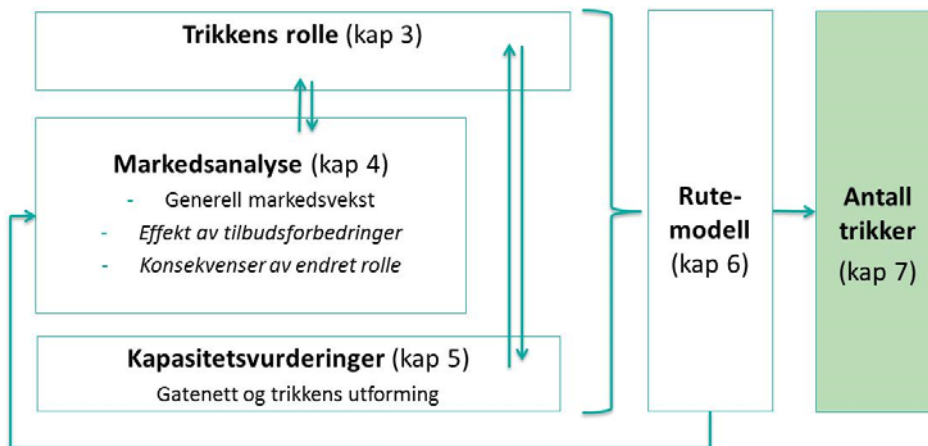 Trikkens rolle (kap 3)
Markedsanalyse (kap 4)
- Generell markedsvekst
- Effekt av tilbudsforbedringer
- Konsekvenser av endret rolle
Kapasitetsvurderinger (kap 5)
Gatenett og trikkens utforming
Rute-
modell
(kap 6)
Antall
trikker
(kap 7)